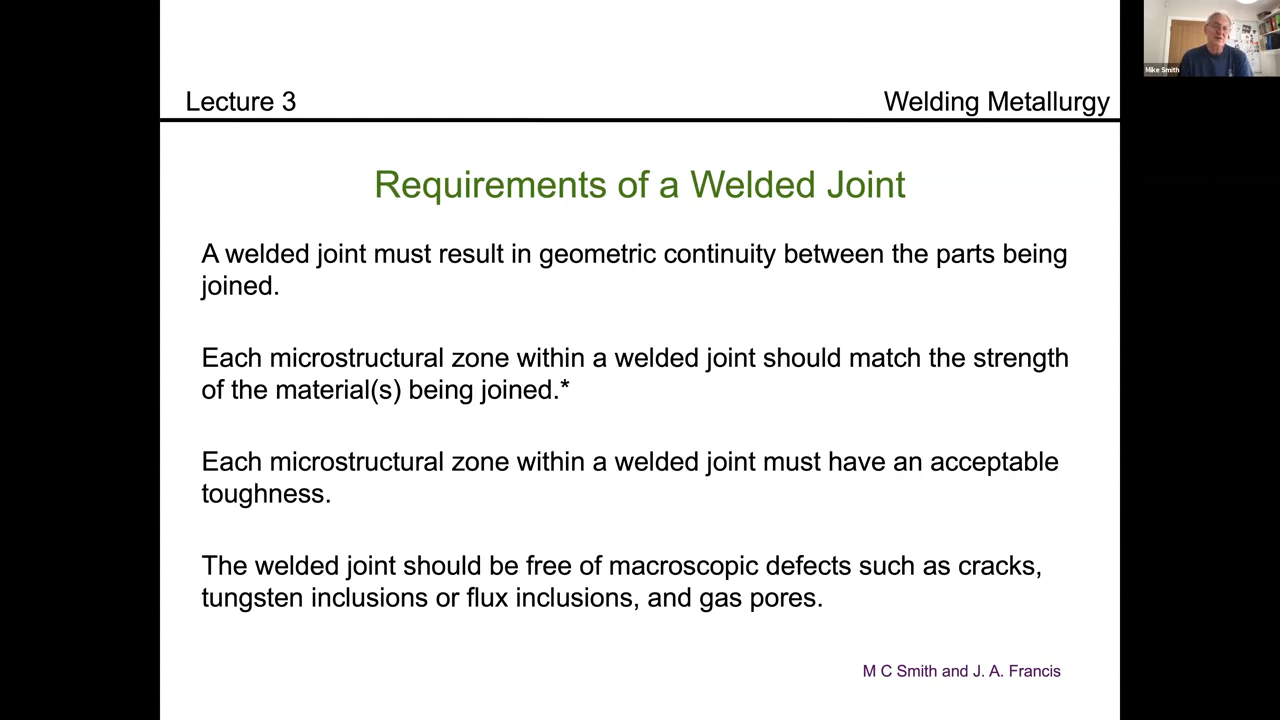 Lecture 3
Welding Metallurgy
Mike Smith
Requirements of a Welded Joint
A welded joint must result in geometric continuity between the parts being
joined.
Each microstructural zone within a welded joint should match the strength
of the material(s) being joined.*
Each microstructural zone within a welded joint must have an acceptable
toughness.
The welded joint should be free of macroscopic defects such as cracks,
tungsten inclusions or flux inclusions, and gas pores.
M C Smith and J. A. Francis